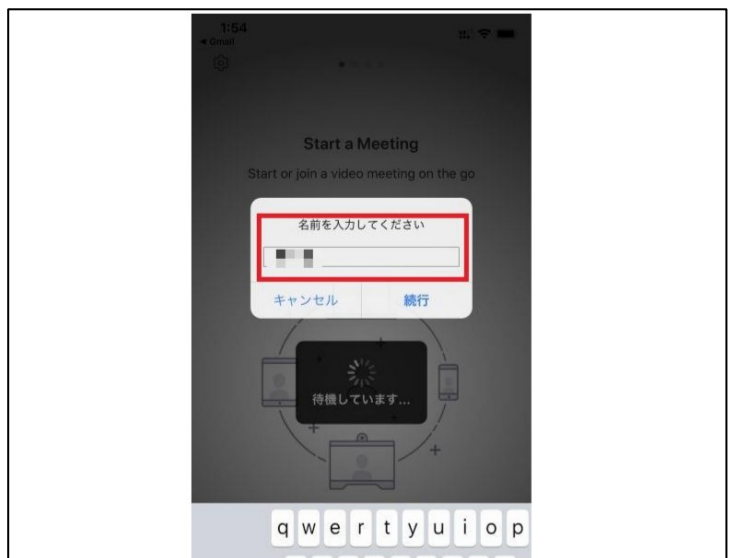 1:54
◀ Gmail
Start a Meeting
Start or join a video meeting on the go
名前を入力してください
キャンセル
続行
待機しています...
q w e r t y u i o p